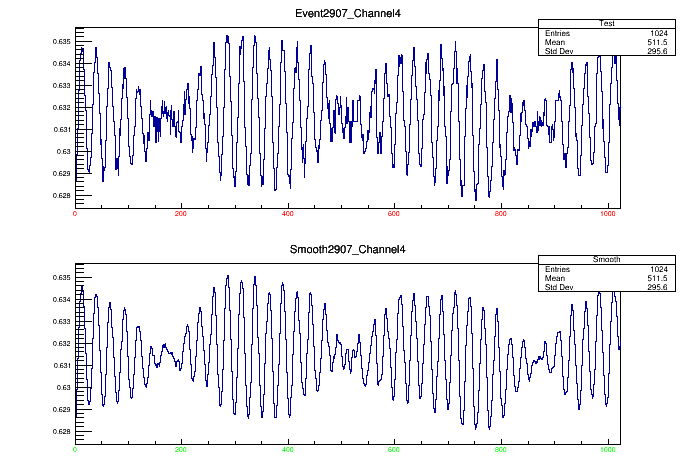 Event2907_Channel4
Test
Entries 1024
Mean 511.5
Std Dev 295.6
0.635
0.634
0.633
0.632
0.631
0.63
0.629
0.628
0 200 400 600 800 1000
Smooth2907_Channel4
Smooth
Entries 1024
Mean 511.5
Std Dev 295.6
0.635
0.634
0.633
0.632
0.631
0.63
0.629
0.628
0 200 400 600 800 1000